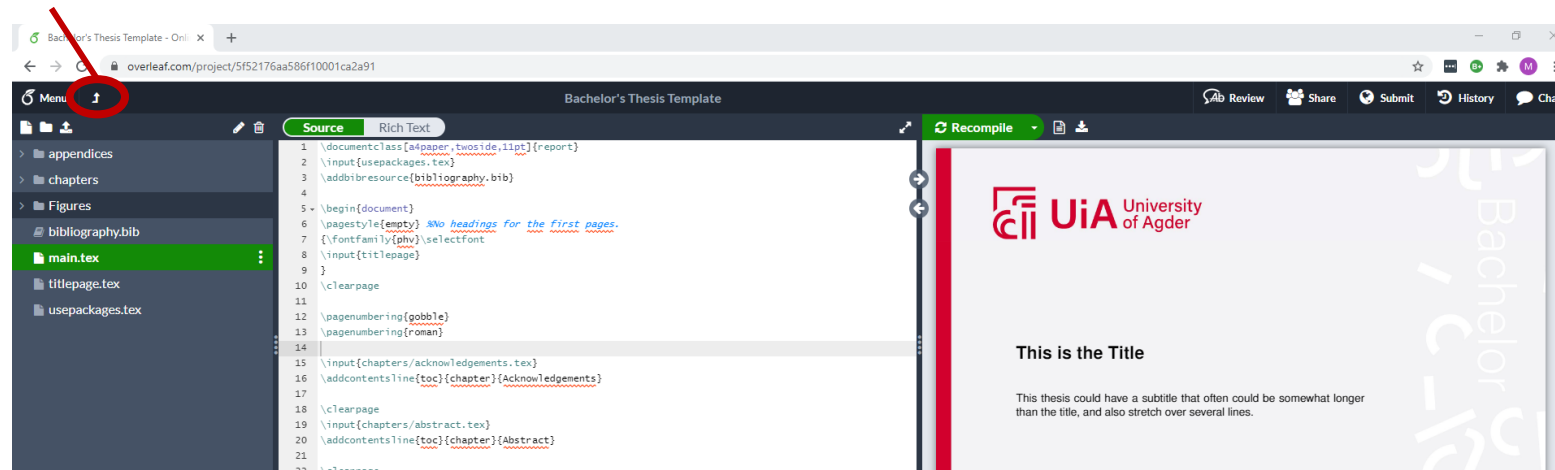 Bachelor's Thesis Template - Onli
overleaf.com/project/5f52176aa586f10001ca2a91
Menu
Bachelor's Thesis Template
Review
Share
Submit
History
Cha
Source
Rich Text
Recompile
appendices
chapters
Figures
bibliography.bib
main.tex
titlepage.tex
usepackages.tex
1 \documentclass[a4paper,twoside,11pt]{report}
2 \input{usepackages.tex}
3 \addbibresource{bibliography.bib}
4
5 \begin{document}
6 \pagestyle{empty} %No headings for the first pages.
7 {\fontfamily{phv}\selectfont
8 \input{titlepage}
9 }
10 \clearpage
11
12 \pagenumbering{gobble}
13 \pagenumbering{roman}
14
15 \input{chapters/acknowledgements.tex}
16 \addcontentsline{toc}{chapter}{Acknowledgements}
17
18 \clearpage
19 \input{chapters/abstract.tex}
20 \addcontentsline{toc}{chapter}{Abstract}
21
22 \clearpage
UiA University
of Agder
Bachelor
This is the Title
This thesis could have a subtitle that often could be somewhat longer
than the title, and also stretch over several lines.